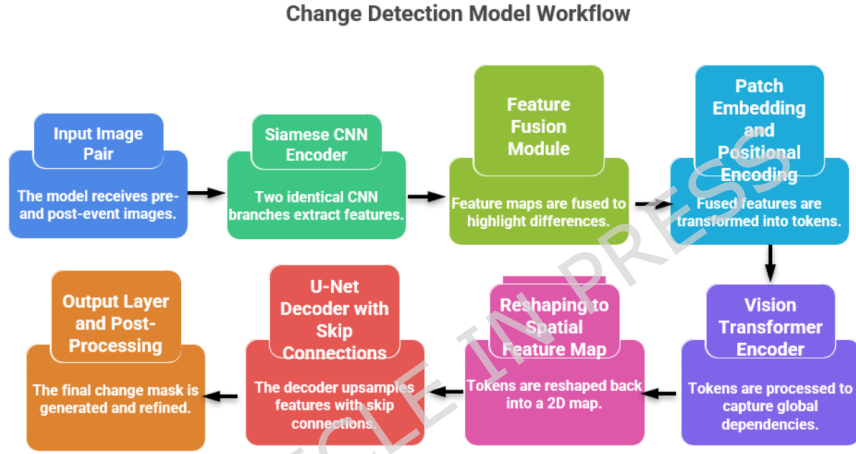 Change Detection Model Workflow
Input Image
Pair
The model receives pre-
and post-event images.
Siamese CNN
Encoder
Two identical CNN
branches extract features.
Feature
Fusion
Module
Feature maps are fused to
highlight differences.
Patch
Embedding
and
Positional
Encoding
Fused features are
transformed into tokens.
Vision
Transformer
Encoder
Tokens are processed to
capture global
dependencies.
Reshaping to
Spatial
Feature Map
Tokens are reshaped back
into a 2D map.
U-Net
Decoder with
Skip
Connections
The decoder upsamples
features with skip
connections.
Output Layer
and Post-
Processing
The final change mask is
generated and refined.
ICLE IN PRESS